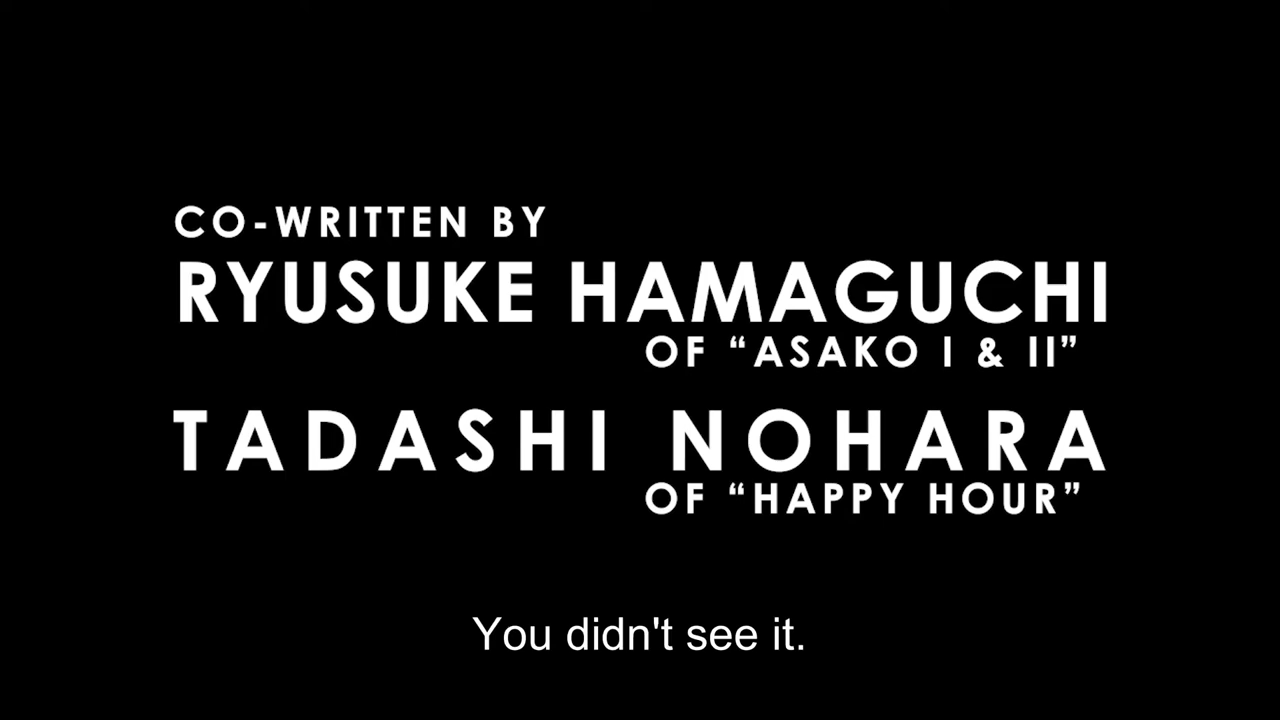 CO-WRITTEN BY
RYUSUKE HAMAGUCHI
OF “ASAKO I & II”
TADASHI NOHARA
OF “HAPPY HOUR”
You didn't see it.